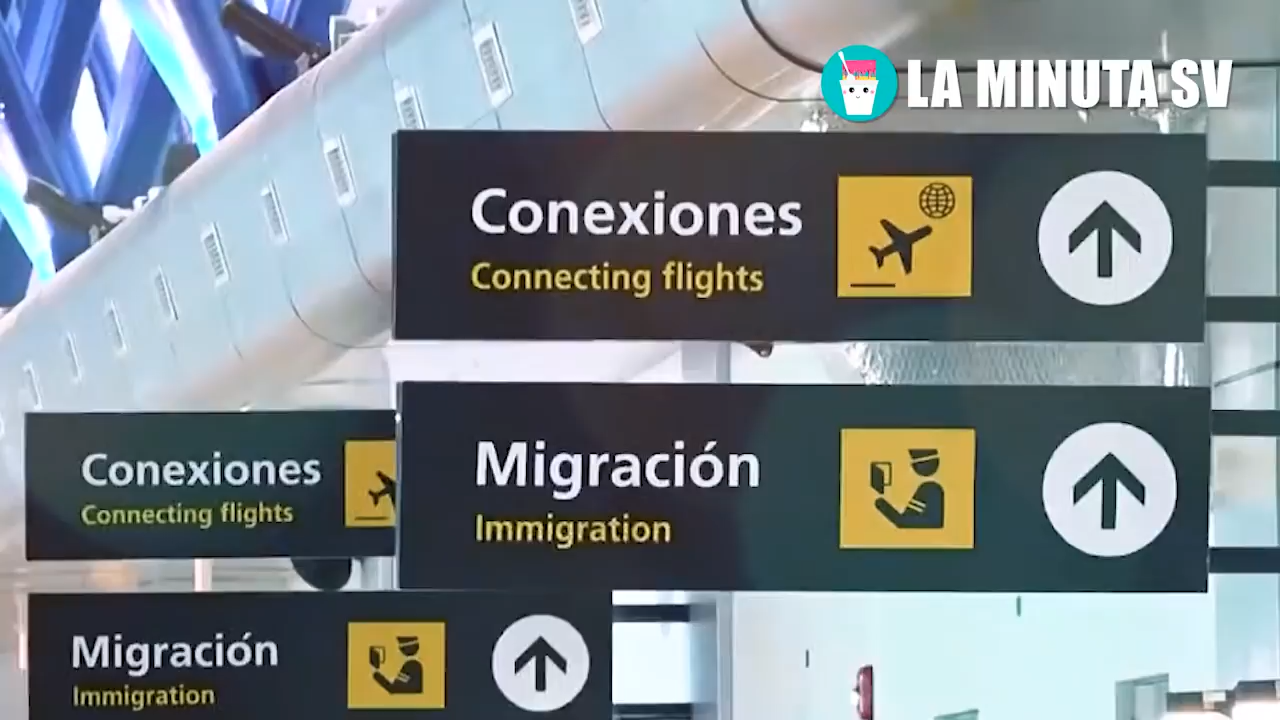 LA MINUTA SV
Conexiones
Connecting flights
Migración
Immigration
Conexiones
Connecting flights
Migración
Immigration